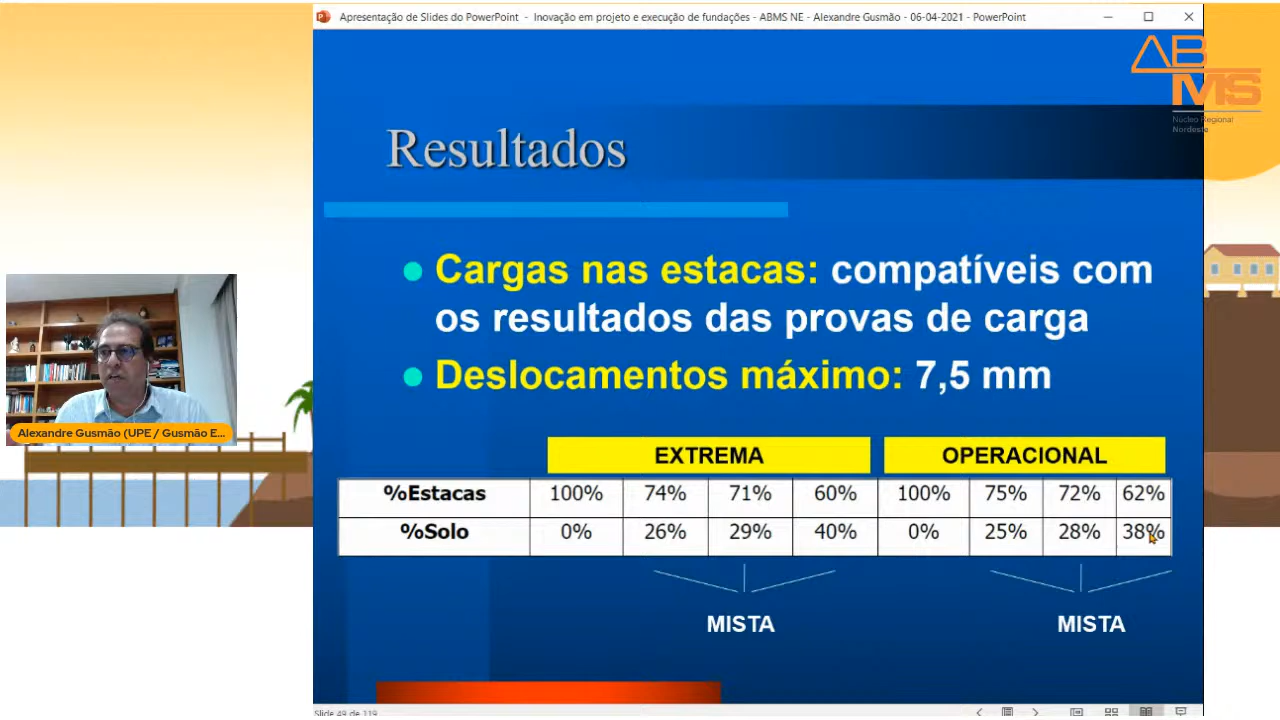 Apresentação de Slides do PowerPoint - Inovação em projeto e execução de fundações - ABMS NE - Alexandre Gusmão - 06-04-2021 - PowerPoint
ABMS
Núcleo Regional
Nordeste
Resultados
Cargas nas estacas: compatíveis com
os resultados das provas de carga
Deslocamentos máximo: 7,5 mm
Alexandre Gusmão (UPE / Gusmão E...
EXTREMA OPERACIONAL
%Estacas 100% 74% 71% 60% 100% 75% 72% 62%
%Solo 0% 26% 29% 40% 0% 25% 28% 38%
MISTA MISTA
Slide 49 de 119